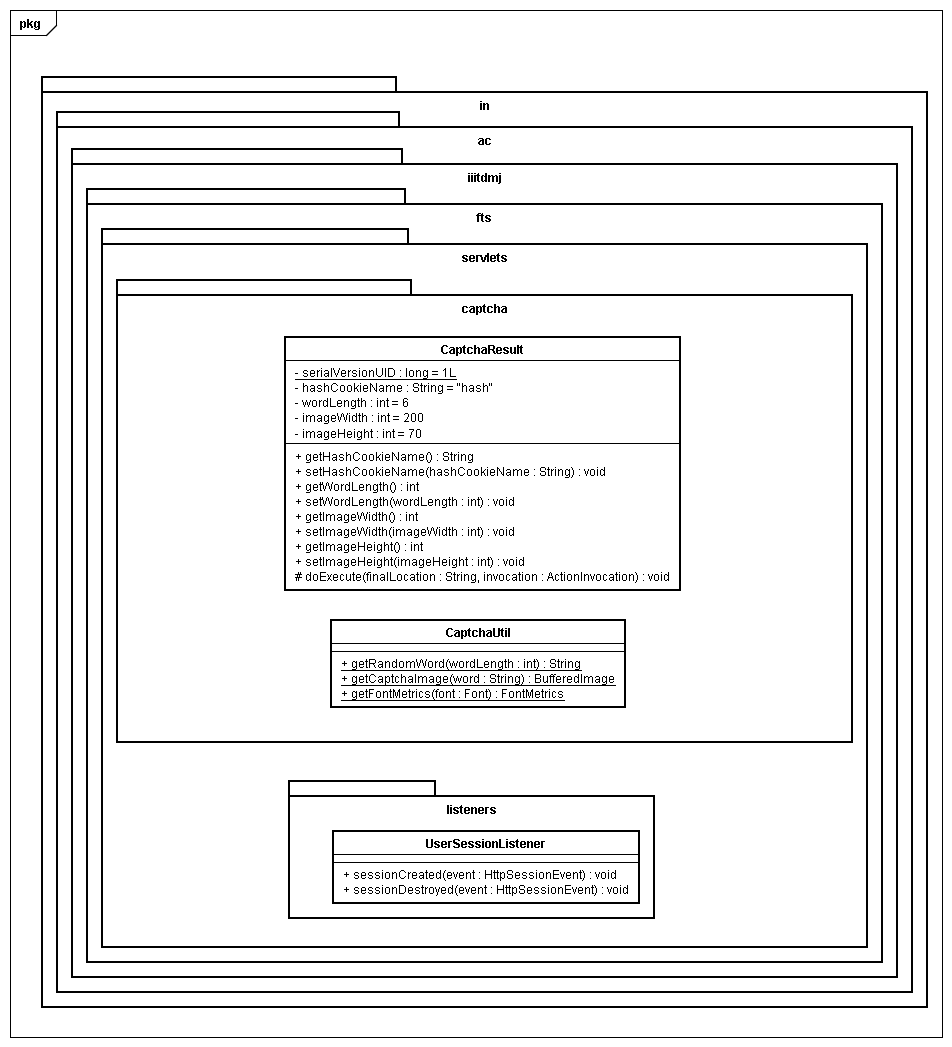 pkg
in
ac
iiitdmj
fts
servlets
captcha
CaptchaResult
- serialVersionUID : long = 1L
- hashCookieName : String = "hash"
- wordLength : int = 6
- imageWidth : int = 200
- imageHeight : int = 70
+ getHashCookieName() : String
+ setHashCookieName(hashCookieName : String) : void
+ getWordLength() : int
+ setWordLength(wordLength : int) : void
+ getImageWidth() : int
+ setImageWidth(imageWidth : int) : void
+ getImageHeight() : int
+ setImageHeight(imageHeight : int) : void
# doExecute(finalLocation : String, invocation : ActionInvocation) : void
CaptchaUtil
+ getRandomWord(wordLength : int) : String
+ getCaptchaImage(word : String) : BufferedImage
+ getFontMetrics(font : Font) : FontMetrics
listeners
UserSessionListener
+ sessionCreated(event : HttpSessionEvent) : void
+ sessionDestroyed(event : HttpSessionEvent) : void